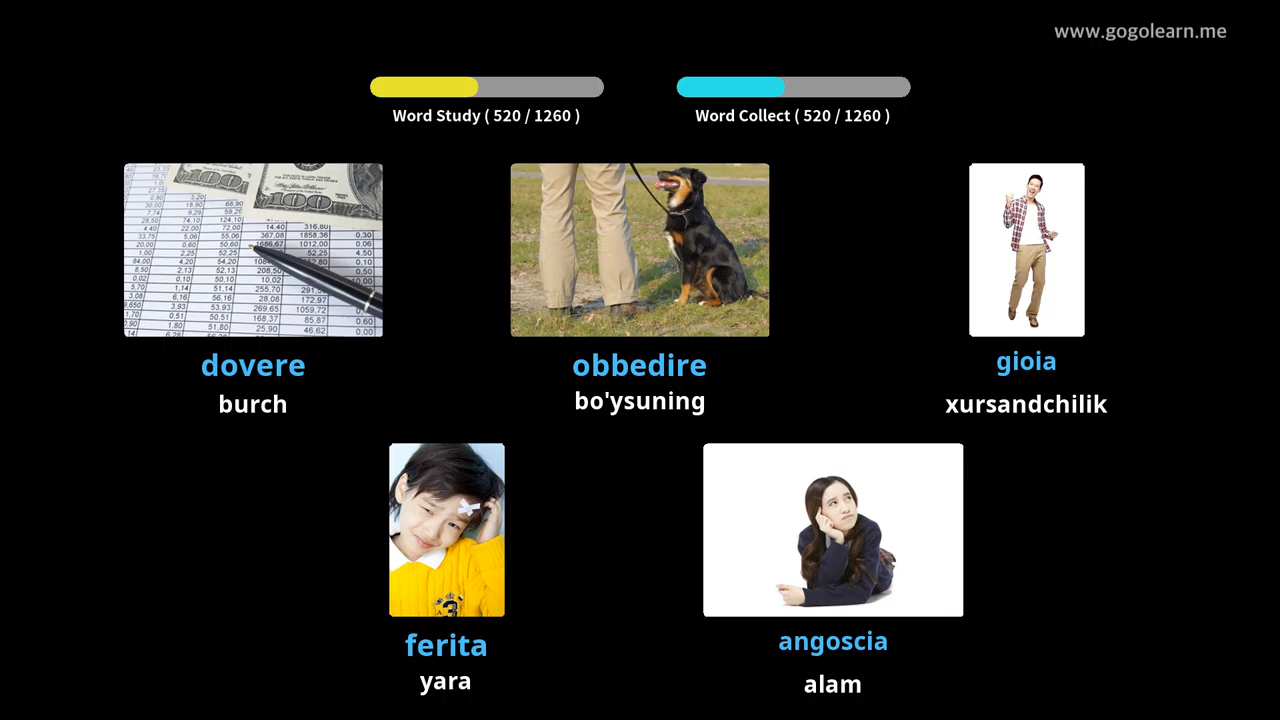 www.gogolearn.me
Word Study ( 520 / 1260 )
Word Collect ( 520 / 1260 )
dovere
burch
obbedire
bo'ysuning
gioia
xursandchilik
ferita
yara
angoscia
alam